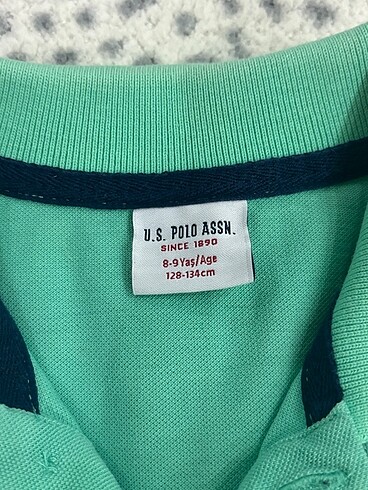 U.S. POLO ASSN.
SINCE 1890
8-9 Yaş/Age
128-134cm